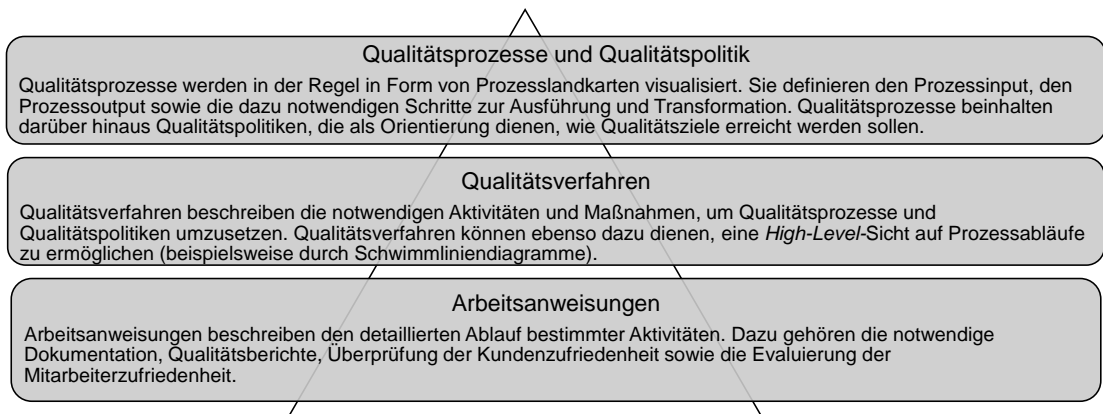 Qualitätsprozesse und Qualitätspolitik
Qualitätsprozesse werden in der Regel in Form von Prozesslandkarten visualisiert. Sie definieren den Prozessinput, den
Prozessoutput sowie die dazu notwendigen Schritte zur Ausführung und Transformation. Qualitätsprozesse beinhalten
darüber hinaus Qualitätspolitiken, die als Orientierung dienen, wie Qualitätsziele erreicht werden sollen.
Qualitätsverfahren
Qualitätsverfahren beschreiben die notwendigen Aktivitäten und Maßnahmen, um Qualitätsprozesse und
Qualitätspolitiken umzusetzen. Qualitätsverfahren können ebenso dazu dienen, eine High-Level-Sicht auf Prozessabläufe
zu ermöglichen (beispielsweise durch Schwimmliniendiagramme).
Arbeitsanweisungen
Arbeitsanweisungen beschreiben den detaillierten Ablauf bestimmter Aktivitäten. Dazu gehören die notwendige
Dokumentation, Qualitätsberichte, Überprüfung der Kundenzufriedenheit sowie die Evaluierung der
Mitarbeiterzufriedenheit.